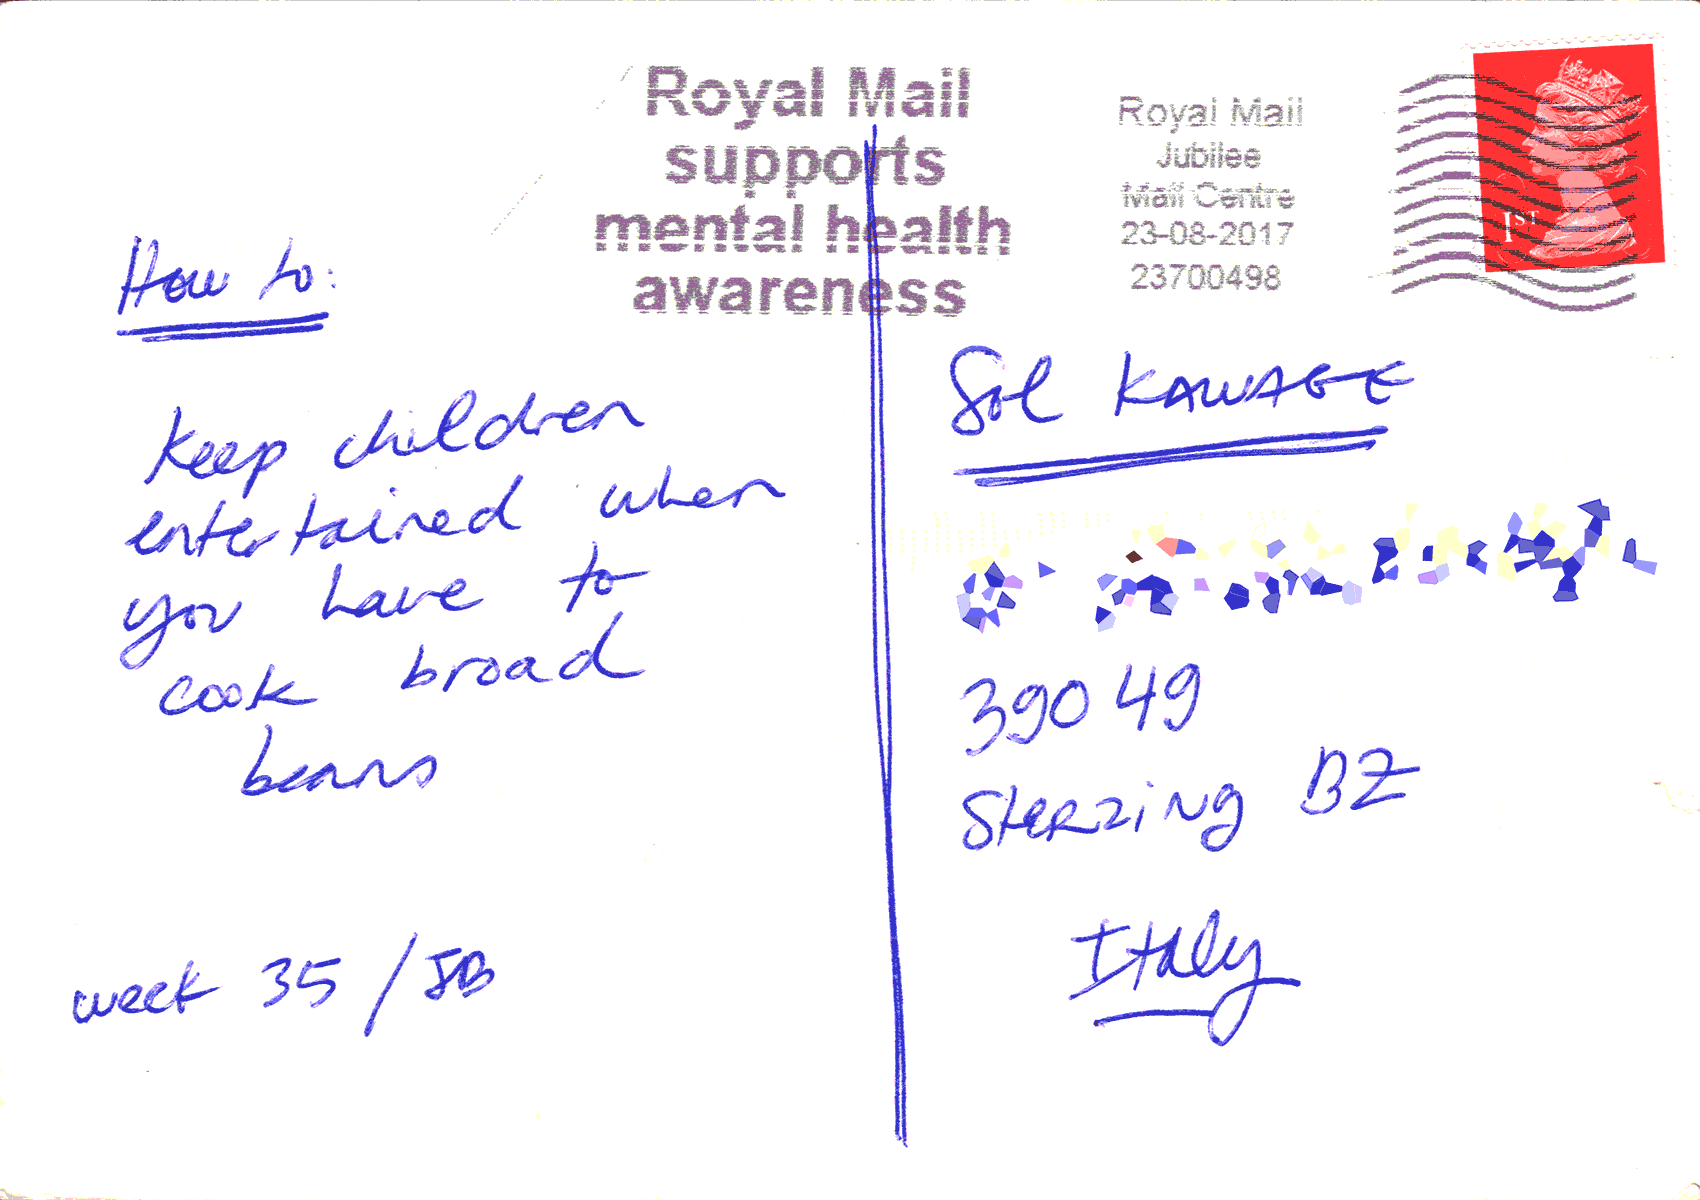 Royal Mail
supports
mental health
awareness
Royal Mail
Jubilee
Mail Centre
23-08-2017
23700498
1ST
How to:
Keep children
entertained when
you have to
cook broad
beans
week 35 / JB
Sol KAWAGE
39049
Sterzing BZ
Italy